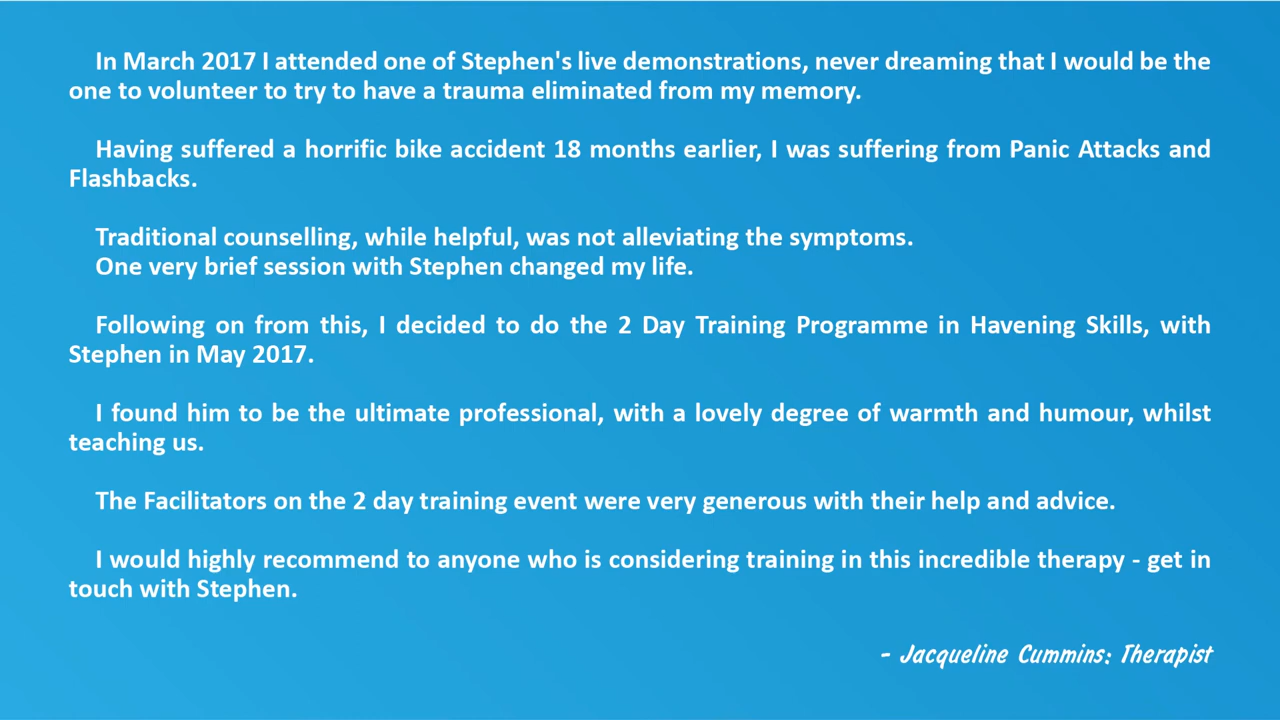 In March 2017 I attended one of Stephen's live demonstrations, never dreaming that I would be the
one to volunteer to try to have a trauma eliminated from my memory.
Having suffered a horrific bike accident 18 months earlier, I was suffering from Panic Attacks and
Flashbacks.
Traditional counselling, while helpful, was not alleviating the symptoms.
One very brief session with Stephen changed my life.
Following on from this, I decided to do the 2 Day Training Programme in Havening Skills, with
Stephen in May 2017.
I found him to be the ultimate professional, with a lovely degree of warmth and humour, whilst
teaching us.
The Facilitators on the 2 day training event were very generous with their help and advice.
I would highly recommend to anyone who is considering training in this incredible therapy - get in
touch with Stephen.
- Jacqueline Cummins: Therapist